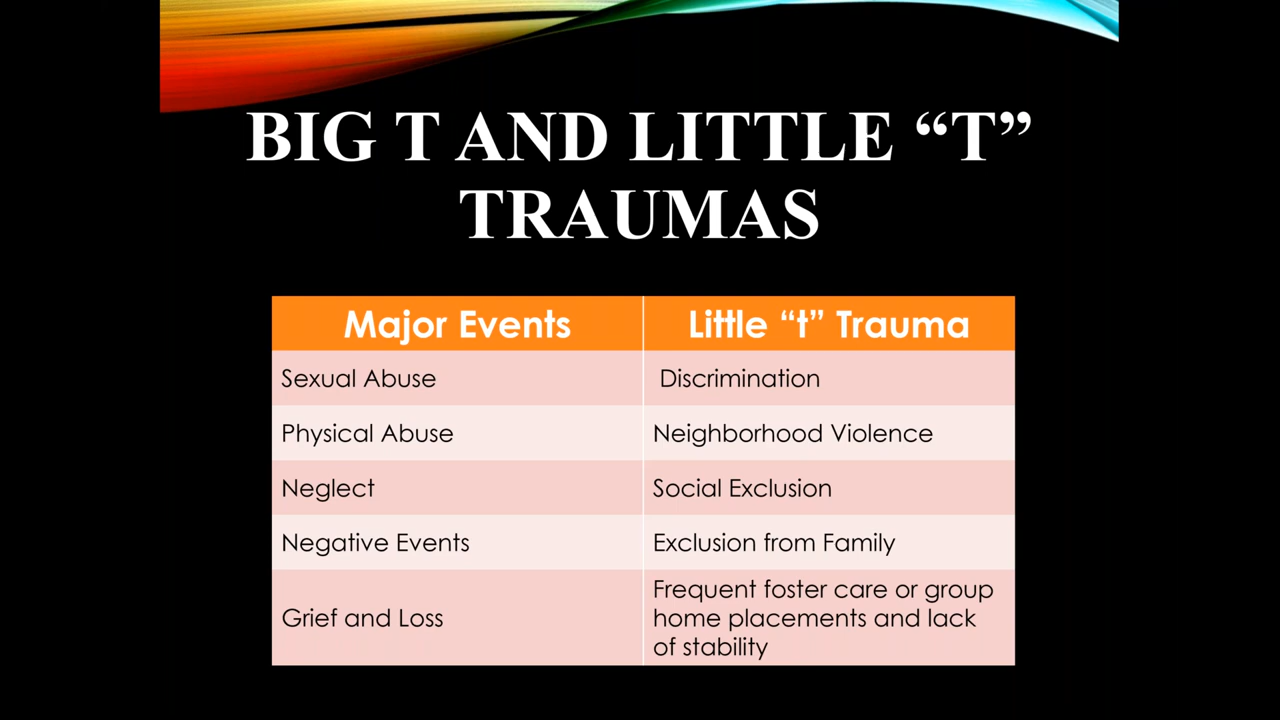 BIG T AND LITTLE “T”
TRAUMAS
Major Events
Little “t” Trauma
Sexual Abuse
Discrimination
Physical Abuse
Neighborhood Violence
Neglect
Social Exclusion
Negative Events
Exclusion from Family
Grief and Loss
Frequent foster care or group
home placements and lack
of stability